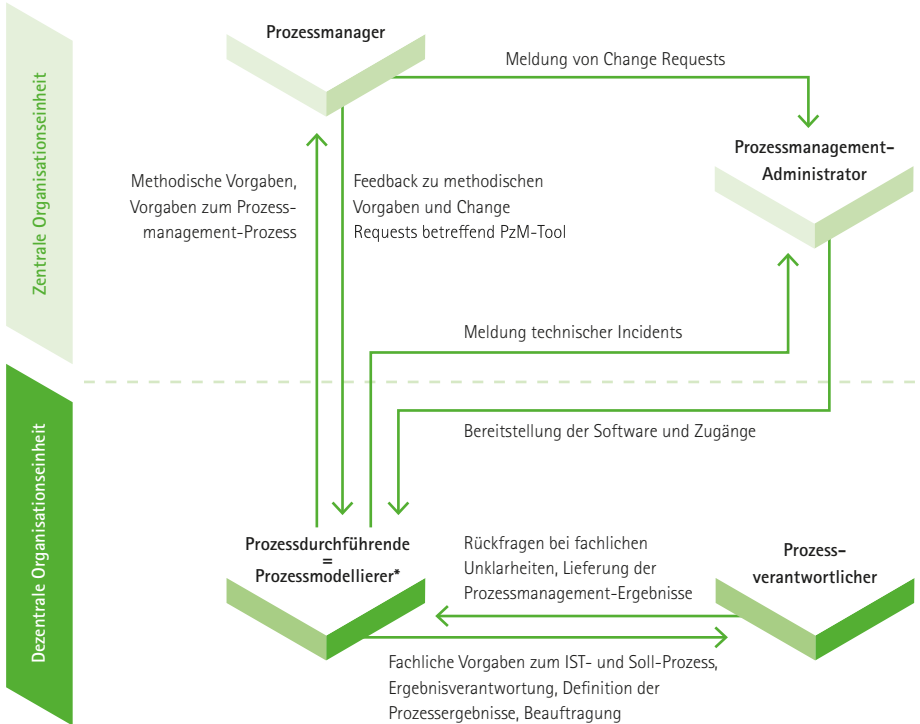 Zentrale Organisationseinheit
Prozessmanager
Meldung von Change Requests
Prozessmanagement-
Administrator
Methodische Vorgaben,
Vorgaben zum Prozess-
management-Prozess
Feedback zu methodischen
Vorgaben und Change
Requests betreffend PzM-Tool
Meldung technischer Incidents
Dezentrale Organisationseinheit
Bereitstellung der Software und Zugänge
Prozessdurchführende
=
Prozessmodellierer*
Rückfragen bei fachlichen
Unklarheiten, Lieferung der
Prozessmanagement-Ergebnisse
Prozess-
verantwortlicher
Fachliche Vorgaben zum IST- und Soll-Prozess,
Ergebnisverantwortung, Definition der
Prozessergebnisse, Beauftragung